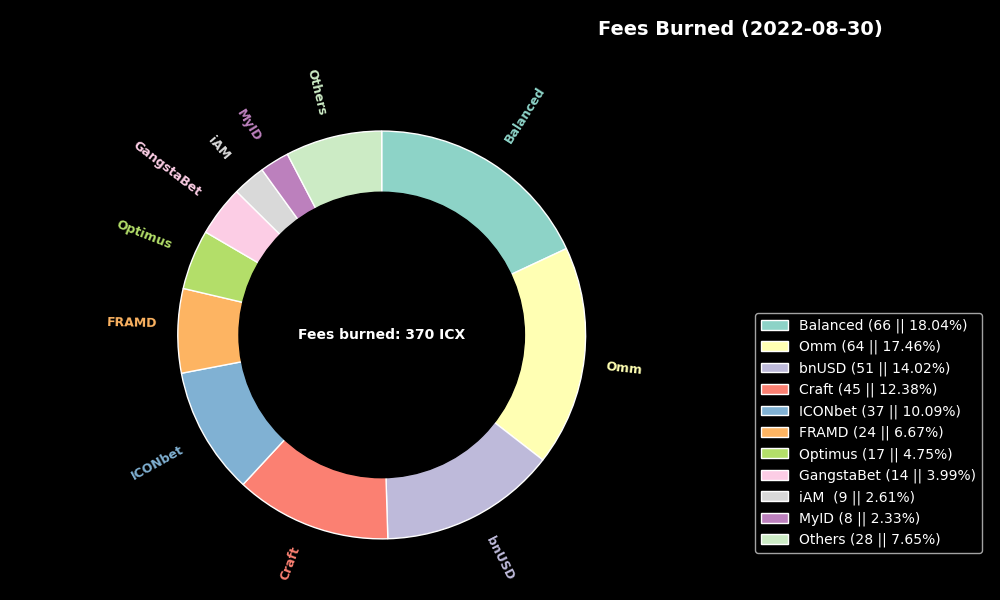 Fees Burned (2022-08-30)
Others
Balanced
MyID
iAM
GangstaBet
Optimus
FRAMD
Fees burned: 370 ICX
Omm
ICONbet
Craft
bnUSD
Balanced (66 || 18.04%)
Omm (64 || 17.46%)
bnUSD (51 || 14.02%)
Craft (45 || 12.38%)
ICONbet (37 || 10.09%)
FRAMD (24 || 6.67%)
Optimus (17 || 4.75%)
GangstaBet (14 || 3.99%)
iAM  (9 || 2.61%)
MyID (8 || 2.33%)
Others (28 || 7.65%)